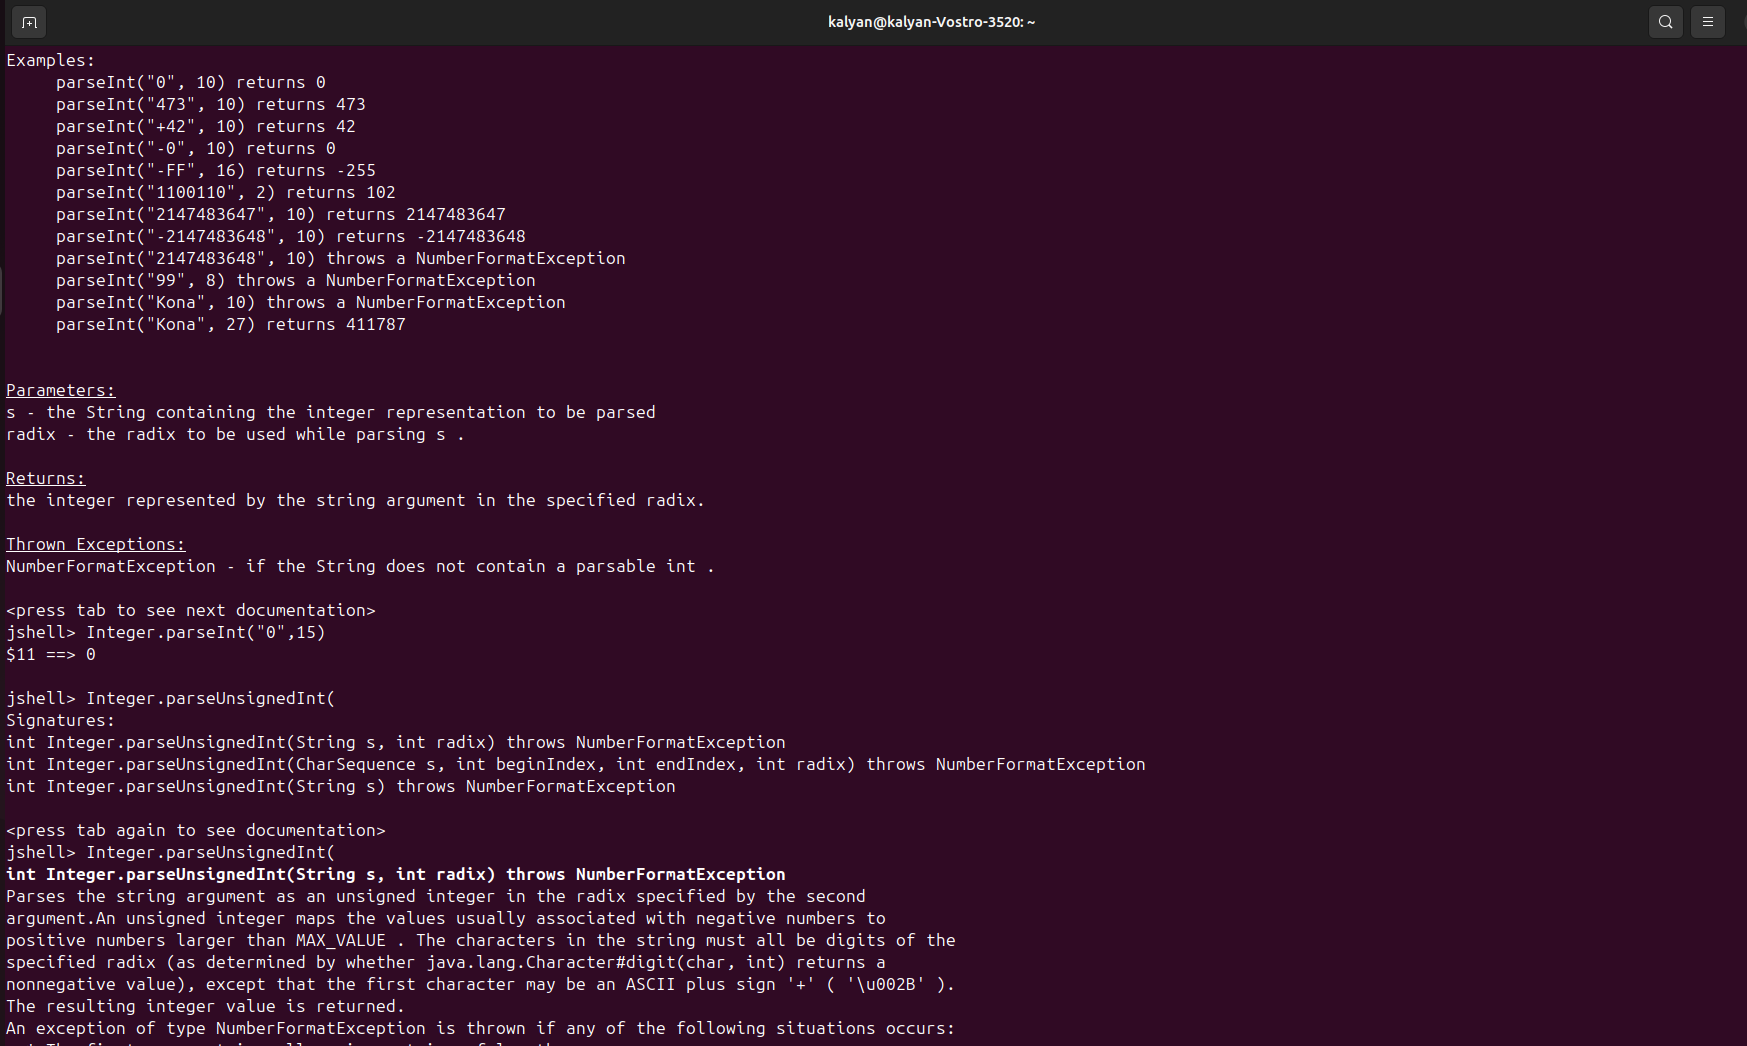 kalyan@kalyan-Vostro-3520: ~
Examples:
parseInt("0", 10) returns 0
parseInt("473", 10) returns 473
parseInt("+42", 10) returns 42
parseInt("-0", 10) returns 0
parseInt("-FF", 16) returns -255
parseInt("1100110", 2) returns 102
parseInt("2147483647", 10) returns 2147483647
parseInt("-2147483648", 10) returns -2147483648
parseInt("2147483648", 10) throws a NumberFormatException
parseInt("99", 8) throws a NumberFormatException
parseInt("Kona", 10) throws a NumberFormatException
parseInt("Kona", 27) returns 411787
Parameters:
s - the String containing the integer representation to be parsed
radix - the radix to be used while parsing s .
Returns:
the integer represented by the string argument in the specified radix.
Thrown Exceptions:
NumberFormatException - if the String does not contain a parsable int .
<press tab to see next documentation>
jshell> Integer.parseInt("0",15)
$11 ==> 0
jshell> Integer.parseUnsignedInt(
Signatures:
int Integer.parseUnsignedInt(String s, int radix) throws NumberFormatException
int Integer.parseUnsignedInt(CharSequence s, int beginIndex, int endIndex, int radix) throws NumberFormatException
int Integer.parseUnsignedInt(String s) throws NumberFormatException
<press tab again to see documentation>
jshell> Integer.parseUnsignedInt(
int Integer.parseUnsignedInt(String s, int radix) throws NumberFormatException
Parses the string argument as an unsigned integer in the radix specified by the second
argument.An unsigned integer maps the values usually associated with negative numbers to
positive numbers larger than MAX_VALUE . The characters in the string must all be digits of the
specified radix (as determined by whether java.lang.Character#digit(char, int) returns a
nonnegative value), except that the first character may be an ASCII plus sign '+' ( '\u002B' ).
The resulting integer value is returned.
An exception of type NumberFormatException is thrown if any of the following situations occurs: